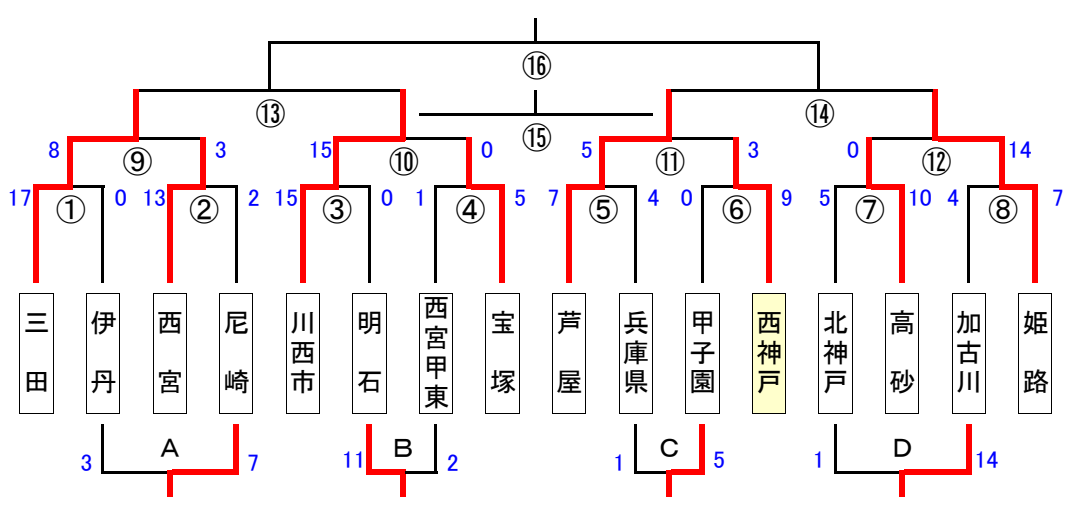 ⑯
⑬
⑭
⑮
8
⑨
3
15
⑩
0
5
⑪
3
0
⑫
14
17
①
0
13
②
2
15
③
0
1
④
5
7
⑤
4
0
⑥
9
5
⑦
10
4
⑧
7
三田
伊丹
西宮
尼崎
川西市
明石
西宮甲東
宝塚
芦屋
兵庫県
甲子園
西神戸
北神戸
高砂
加古川
姫路
3
A
7
11
B
2
1
C
5
1
D
14